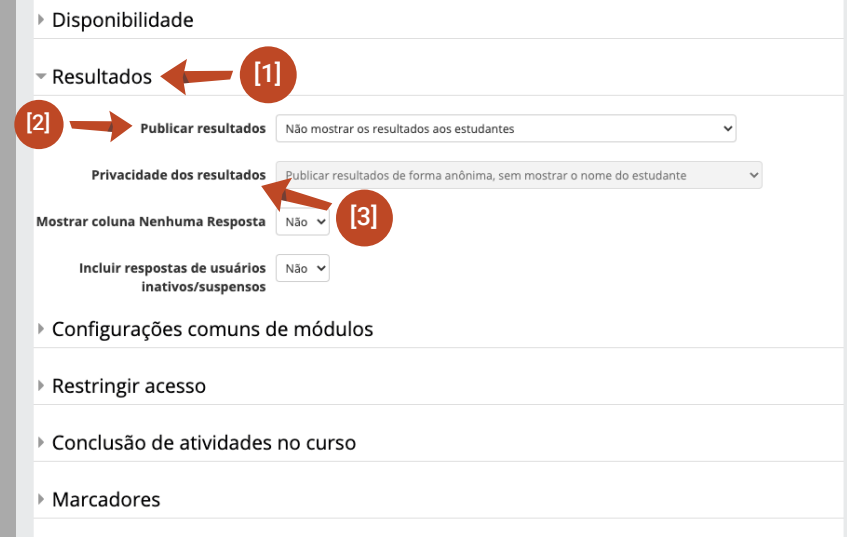 Disponibilidade
Resultados [1]
[2] Publicar resultados Não mostrar os resultados aos estudantes
Privacidade dos resultados Publicar resultados de forma anônima, sem mostrar o nome do estudante
[3]
Mostrar coluna Nenhuma Resposta Não
Incluir respostas de usuários Não
inativos/suspensos
Configurações comuns de módulos
Restringir acesso
Conclusão de atividades no curso
Marcadores